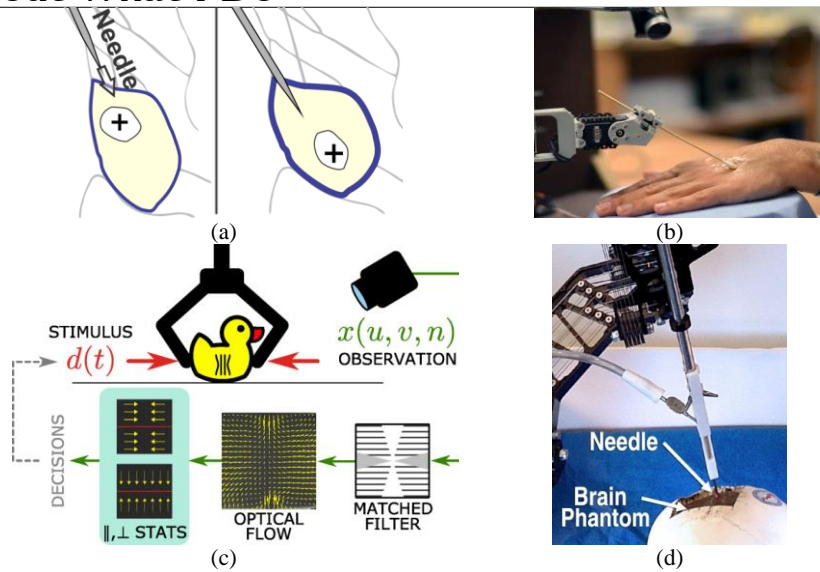 Needle
+
+
(a)
(b)
STIMULUS
d(t)
x(u, v, n)
OBSERVATION
DECISIONS
||,⊥ STATS
OPTICAL
FLOW
MATCHED
FILTER
(c)
Needle
Brain
Phantom
(d)